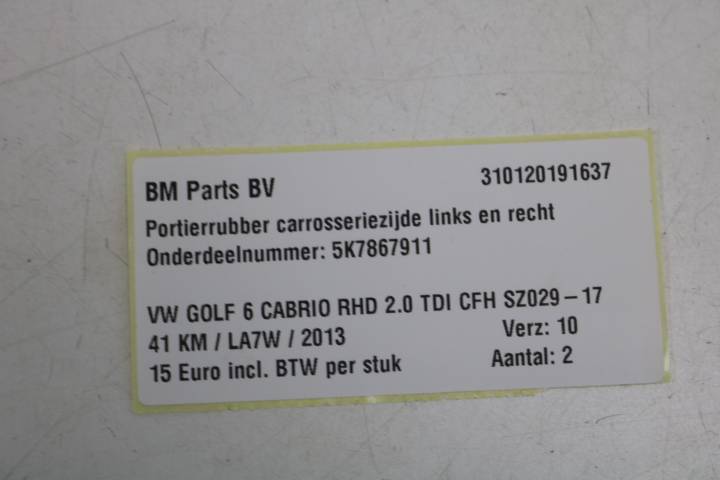 BM Parts BV 310120191637
Portierrubber carrosseriezijde links en recht
Onderdeelnummer: 5K7867911
VW GOLF 6 CABRIO RHD 2.0 TDI CFH SZ029-17
41 KM / LA7W / 2013 Verz: 10
15 Euro incl. BTW per stuk Aantal: 2